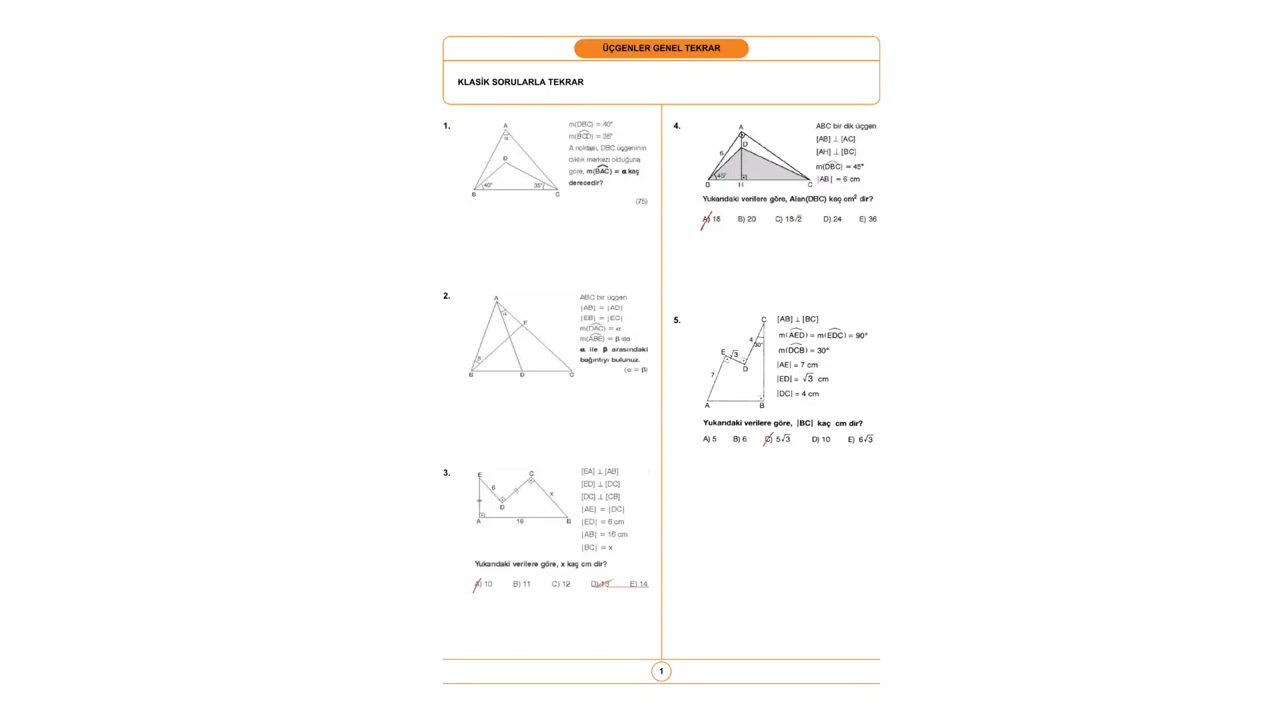 ÜÇGENLER GENEL TEKRAR
KLASİK SORULARLA TEKRAR
1.
A
α
D
40°
35°
B
C
m(DBC) = 40°
m(BCD) = 35°
A noktası, DBC üçgeninin
diklik merkezi olduğuna
göre, m(BAC) = α kaç
derecedir?
(75)
2.
A
α
E
β
B
D
C
ABC bir üçgen
|AB| = |AD|
|EB| = |EC|
m(DAC) = α
m(ABE) = β ise
α ile β arasındaki
bağıntıyı bulunuz.
(α = β)
3.
E
C
6
x
D
A
16
B
[EA] ⊥ [AB]
[ED] ⊥ [DC]
[DC] ⊥ [CB]
|AE| = |DC|
|ED| = 6 cm
|AB| = 16 cm
|BC| = x
Yukarıdaki verilere göre, x kaç cm dir?
A) 10 B) 11 C) 12 D) 13 E) 14
4.
A
6
D
45°
B
H
C
ABC bir dik üçgen
[AB] ⊥ [AC]
[AH] ⊥ [BC]
m(DBC) = 45°
|AB| = 6 cm
Yukarıdaki verilere göre, Alan(DBC) kaç cm² dir?
A) 18 B) 20 C) 18√2 D) 24 E) 36
5.
C
4
30°
E
√3
D
7
A
B
[AB] ⊥ [BC]
m(AED) = m(EDC) = 90°
m(DCB) = 30°
|AE| = 7 cm
|ED| = √3 cm
|DC| = 4 cm
Yukarıdaki verilere göre, |BC| kaç cm dir?
A) 5 B) 6 C) 5√3 D) 10 E) 6√3
1